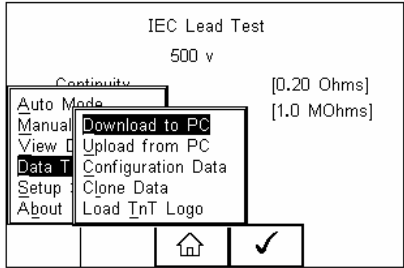 IEC Lead Test
500 v
Continuity [0.20 Ohms]
[1.0 MOhms]
Auto Mode
Manual
View D
Data T
Setup
About
Download to PC
Upload from PC
Configuration Data
Clone Data
Load TnT Logo